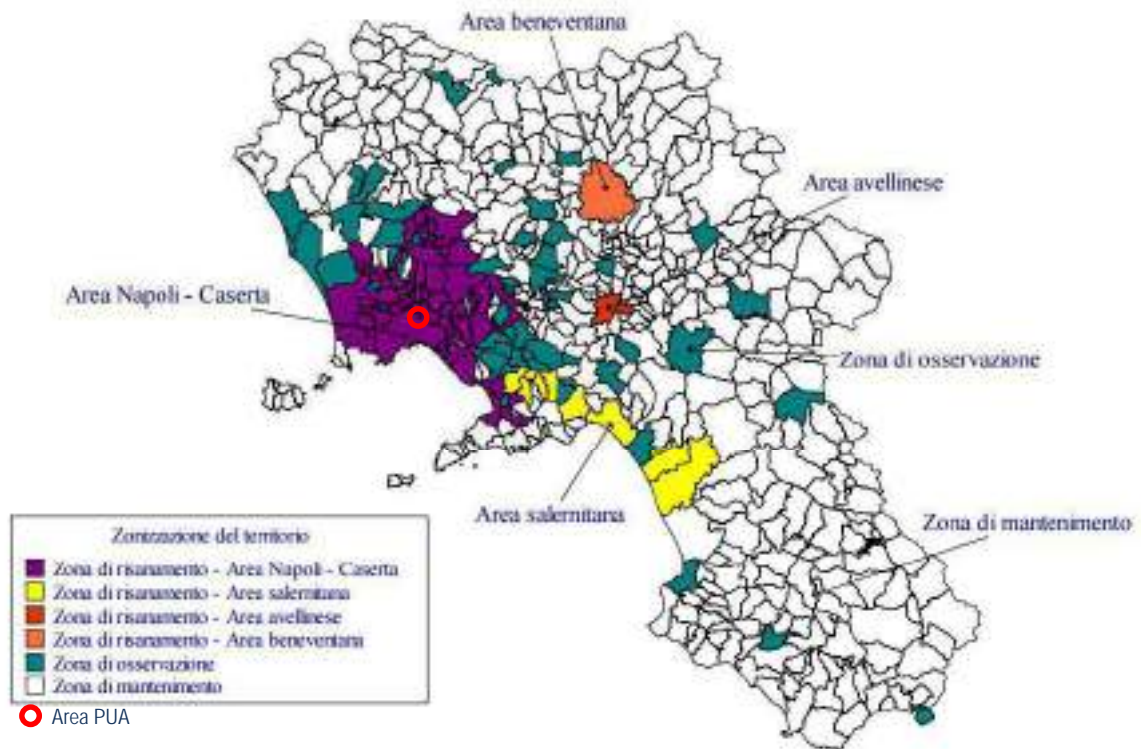 Area beneventana
Area avellinese
Area Napoli - Caserta
Zona di osservazione
Area salernitana
Zona di mantenimento
Zonizzazione del territorio
Zona di risanamento - Area Napoli - Caserta
Zona di risanamento - Area salernitana
Zona di risanamento - Area avellinese
Zona di risanamento - Area beneventana
Zona di osservazione
Zona di mantenimento
Area PUA